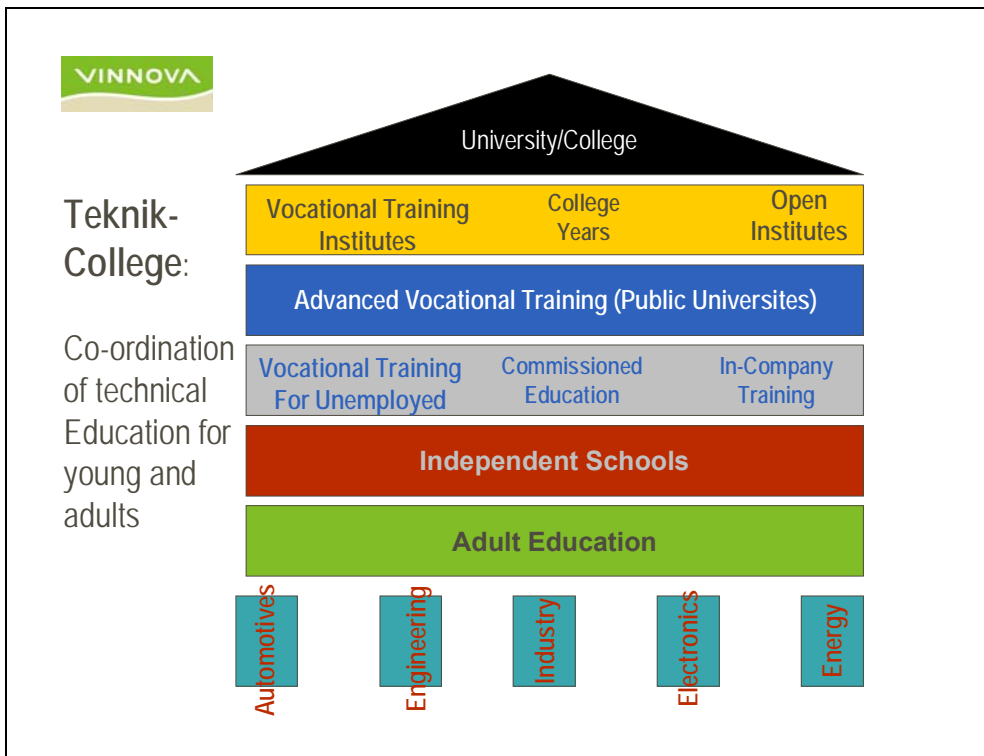 VINNOVA
University/College
Teknik-
College:
Co-ordination
of technical
Education for
young and
adults
Vocational Training
Institutes
College
Years
Open
Institutes
Advanced Vocational Training (Public Universites)
Vocational Training
For Unemployed
Commissioned
Education
In-Company
Training
Independent Schools
Adult Education
Automotives
Engineering
Industry
Electronics
Energy